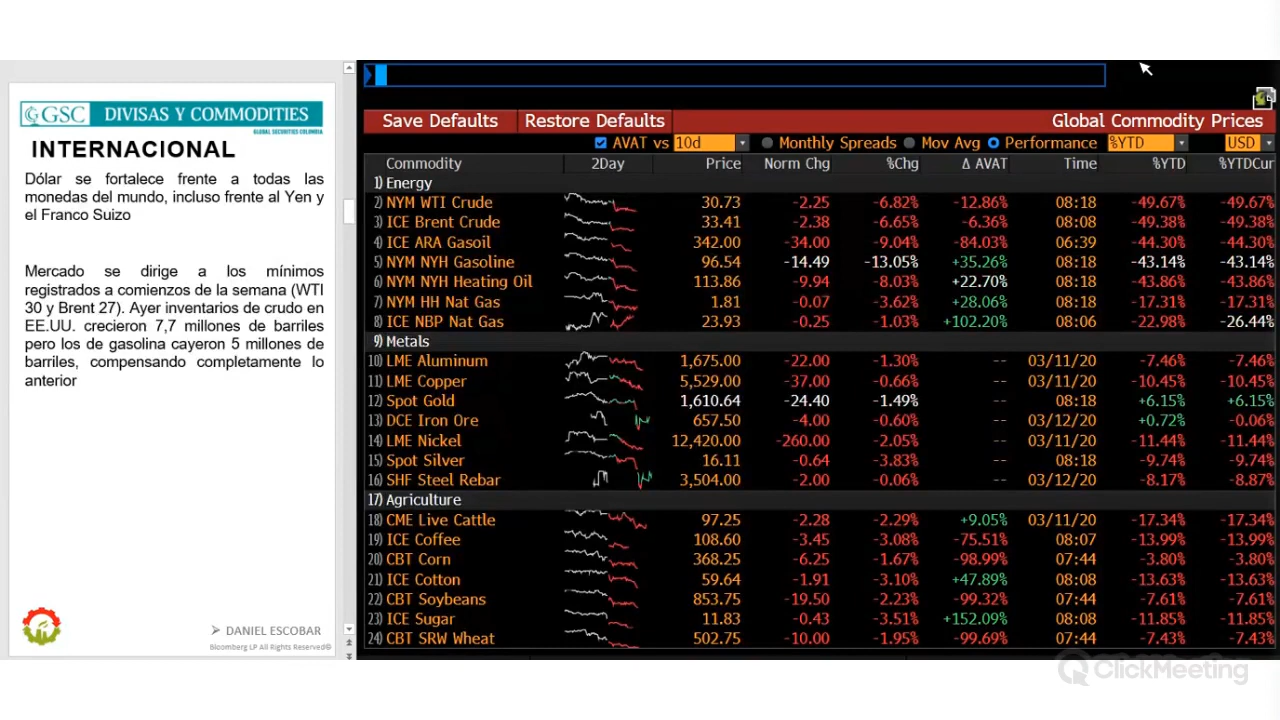 GSC DIVISAS Y COMMODITIES
GLOBAL SECURITIES COLOMBIA
INTERNACIONAL
Dólar se fortalece frente a todas las
monedas del mundo, incluso frente al Yen y
el Franco Suizo
Mercado se dirige a los mínimos
registrados a comienzos de la semana (WTI
30 y Brent 27). Ayer inventarios de crudo en
EE.UU. crecieron 7,7 millones de barriles
pero los de gasolina cayeron 5 millones de
barriles, compensando completamente lo
anterior
➢ DANIEL ESCOBAR
Bloomberg LP All Rights Reserved®
Save Defaults Restore Defaults Global Commodity Prices
AVAT vs 10d Monthly Spreads Mov Avg Performance %YTD USD
Commodity 2Day Price Norm Chg %Chg Δ AVAT Time %YTD %YTDCur
1) Energy
2) NYM WTI Crude 30.73 -2.25 -6.82% -12.86% 08:18 -49.67% -49.67%
3) ICE Brent Crude 33.41 -2.38 -6.65% -6.36% 08:08 -49.38% -49.38%
4) ICE ARA Gasoil 342.00 -34.00 -9.04% -84.03% 06:39 -44.30% -44.30%
5) NYM NYH Gasoline 96.54 -14.49 -13.05% +35.26% 08:18 -43.14% -43.14%
6) NYM NYH Heating Oil 113.86 -9.94 -8.03% +22.70% 08:18 -43.86% -43.86%
7) NYM HH Nat Gas 1.81 -0.07 -3.62% +28.06% 08:18 -17.31% -17.31%
8) ICE NBP Nat Gas 23.93 -0.25 -1.03% +102.20% 08:06 -22.98% -26.44%
9) Metals
10) LME Aluminum 1,675.00 -22.00 -1.30% -- 03/11/20 -7.46% -7.46%
11) LME Copper 5,529.00 -37.00 -0.66% -- 03/11/20 -10.45% -10.45%
12) Spot Gold 1,610.64 -24.40 -1.49% -- 08:18 +6.15% +6.15%
13) DCE Iron Ore 657.50 -4.00 -0.60% -- 03/12/20 +0.72% -0.06%
14) LME Nickel 12,420.00 -260.00 -2.05% -- 03/11/20 -11.44% -11.44%
15) Spot Silver 16.11 -0.64 -3.83% -- 08:18 -9.74% -9.74%
16) SHF Steel Rebar 3,504.00 -2.00 -0.06% -- 03/12/20 -8.17% -8.87%
17) Agriculture
18) CME Live Cattle 97.25 -2.28 -2.29% +9.05% 03/11/20 -17.34% -17.34%
19) ICE Coffee 108.60 -3.45 -3.08% -75.51% 08:07 -13.99% -13.99%
20) CBT Corn 368.25 -6.25 -1.67% -98.99% 07:44 -3.80% -3.80%
21) ICE Cotton 59.64 -1.91 -3.10% +47.89% 08:08 -13.63% -13.63%
22) CBT Soybeans 853.75 -19.50 -2.23% -99.32% 07:44 -7.61% -7.61%
23) ICE Sugar 11.83 -0.43 -3.51% +152.09% 08:08 -11.85% -11.85%
24) CBT SRW Wheat 502.75 -10.00 -1.95% -99.69% 07:44 -7.43% -7.43%
ClickMeeting